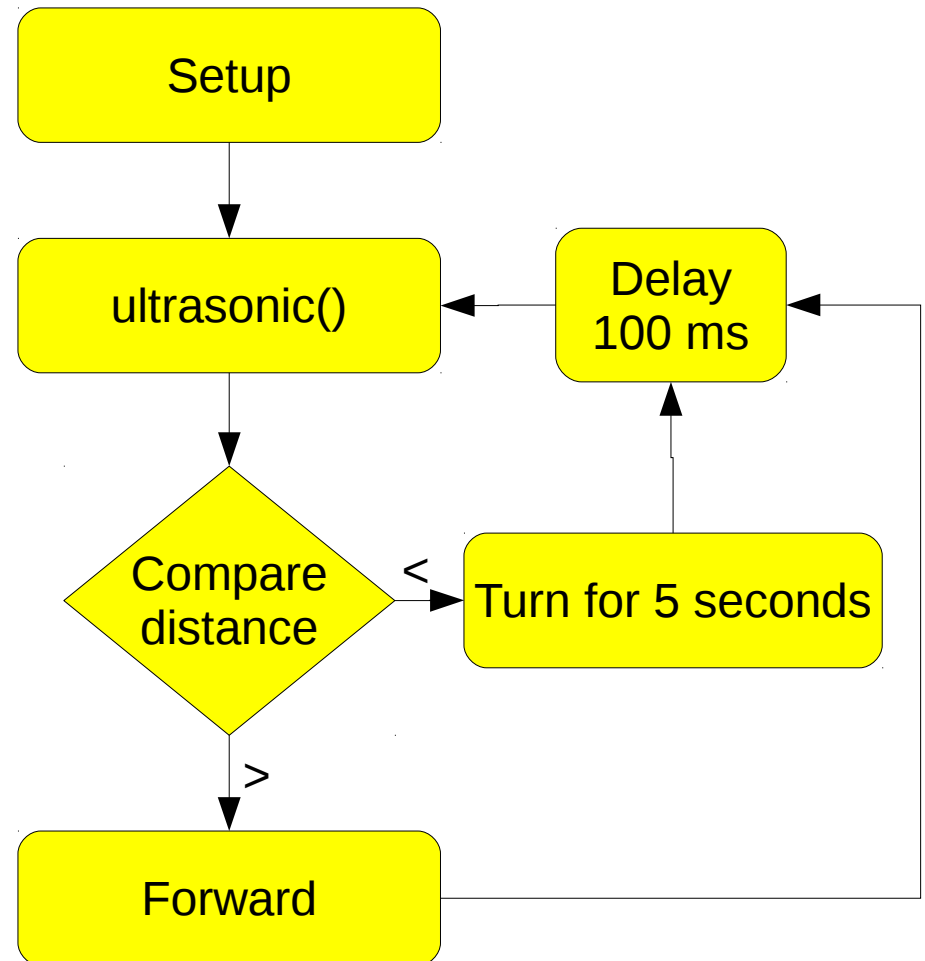 Setup
ultrasonic()
Delay
100 ms
Compare
distance
<
Turn for 5 seconds
>
Forward